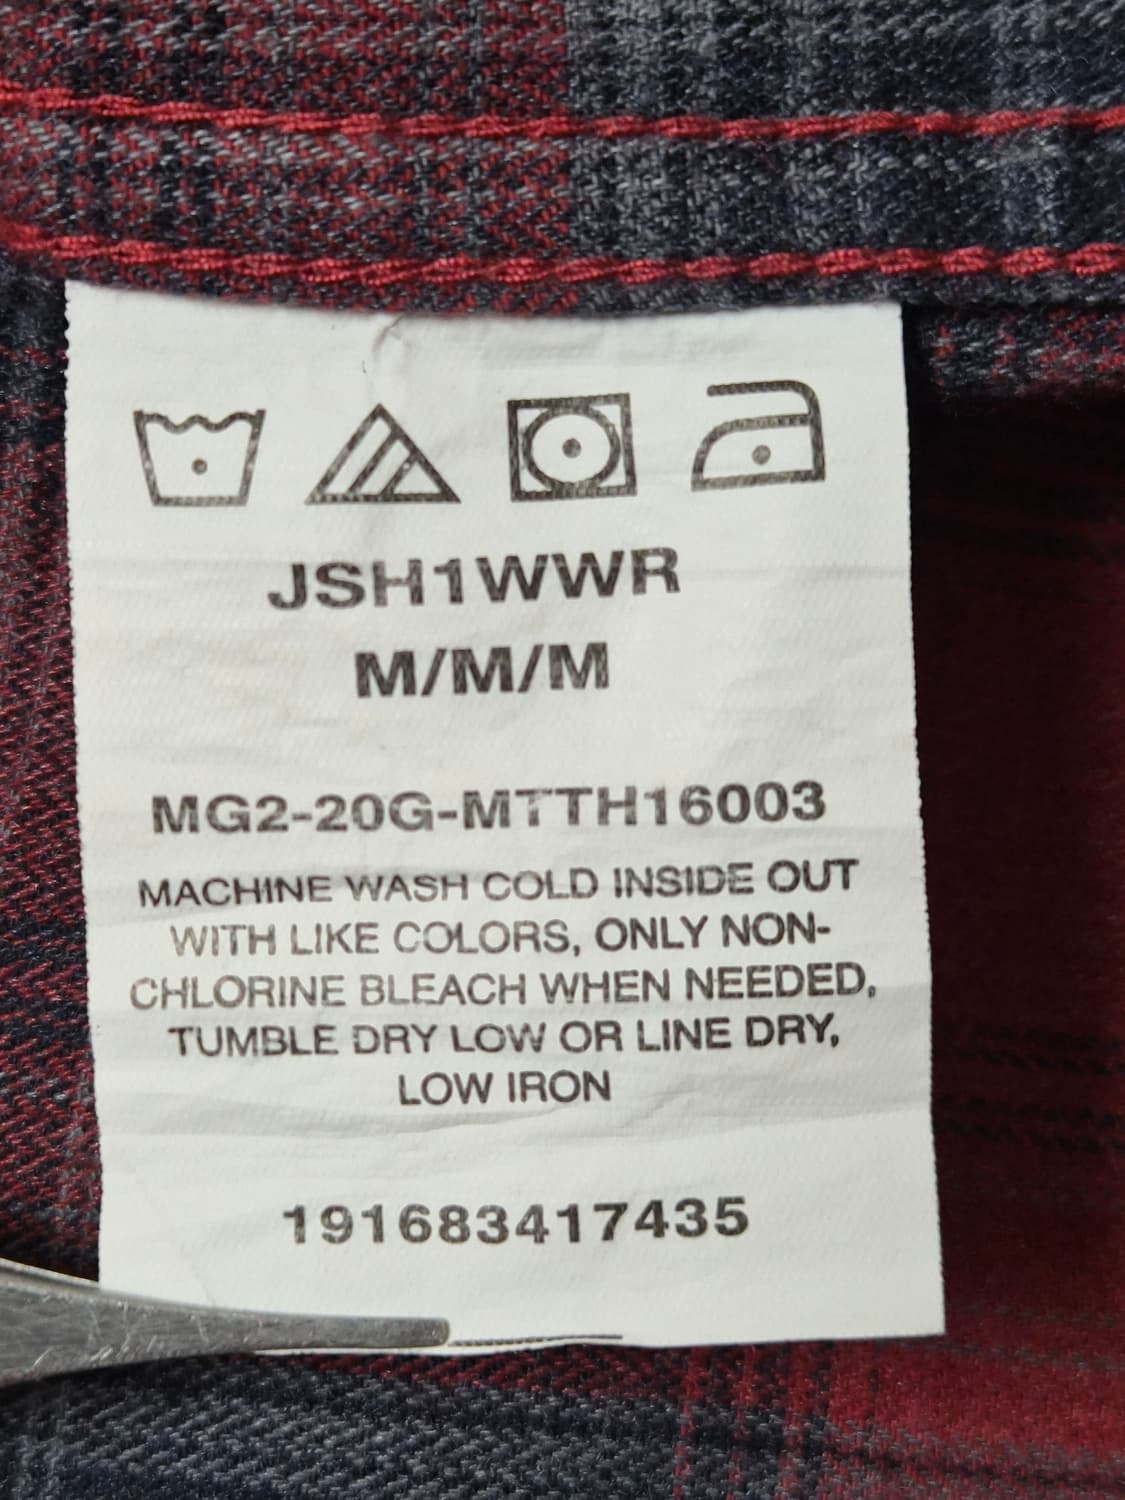 JSH1WWR
M/M/M
MG2-20G-MTTH16003
MACHINE WASH COLD INSIDE OUT
WITH LIKE COLORS, ONLY NON-
CHLORINE BLEACH WHEN NEEDED,
TUMBLE DRY LOW OR LINE DRY,
LOW IRON
191683417435